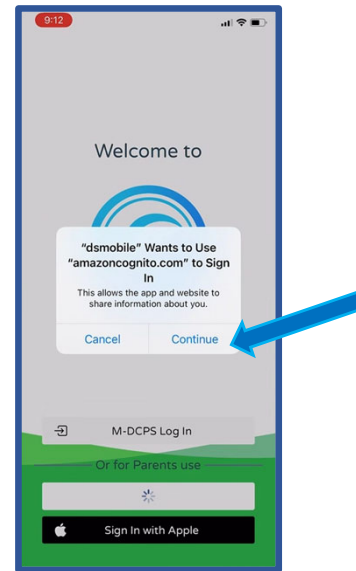 9:12
Welcome to
"dsmobile" Wants to Use
"amazoncognito.com" to Sign
In
This allows the app and website to
share information about you.
Cancel Continue
M-DCPS Log In
Or for Parents use
Sign In with Apple